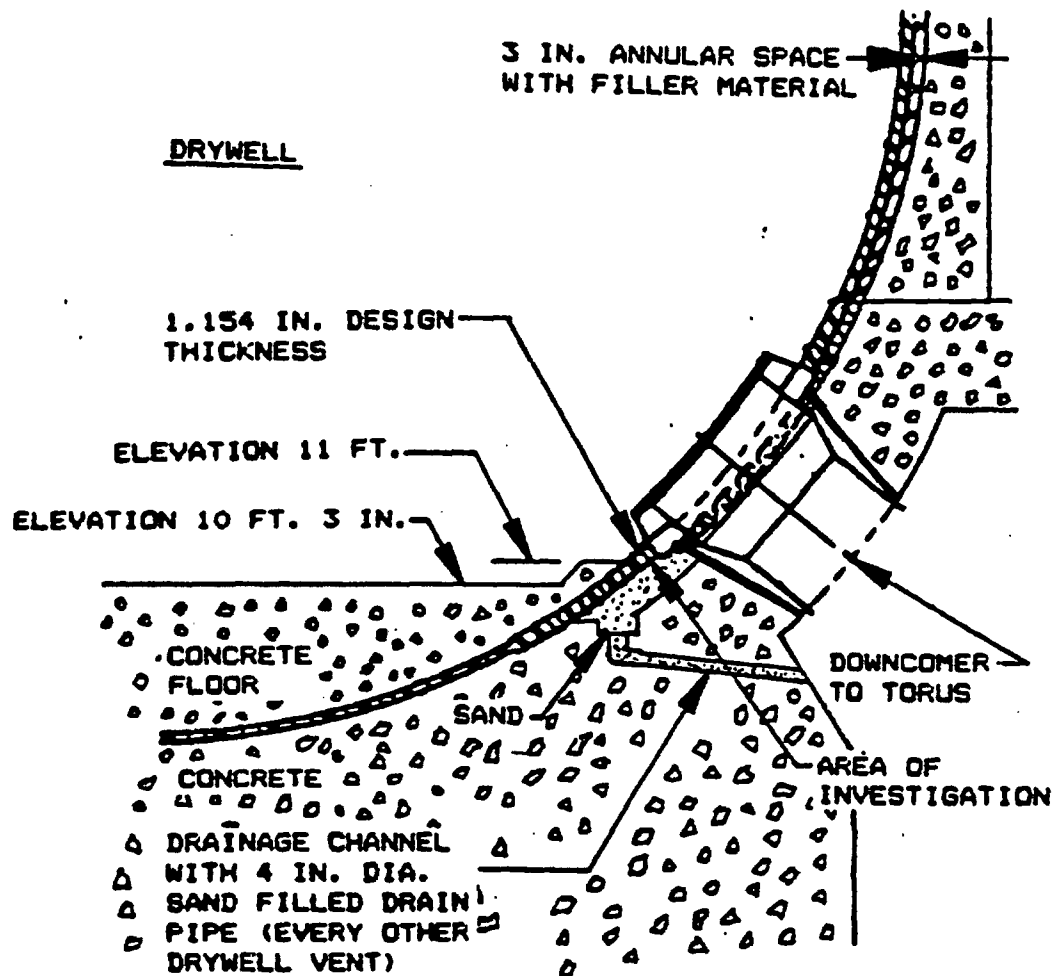 3 IN. ANNULAR SPACE
WITH FILLER MATERIAL
DRYWELL
1.154 IN. DESIGN
THICKNESS
ELEVATION 11 FT.
ELEVATION 10 FT. 3 IN.
CONCRETE
FLOOR
SAND
DOWNCOMER
TO TORUS
CONCRETE
AREA OF
INVESTIGATION
DRAINAGE CHANNEL
WITH 4 IN. DIA.
SAND FILLED DRAIN
PIPE (EVERY OTHER
DRYWELL VENT)